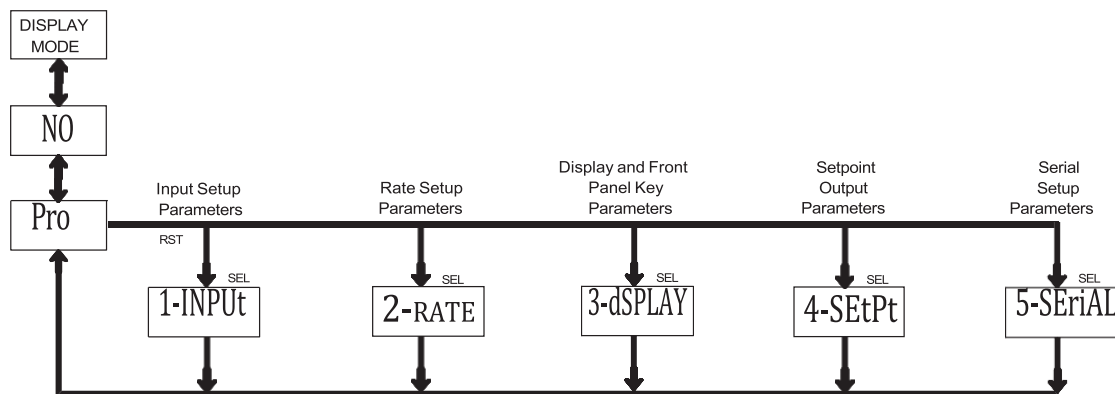 DISPLAY
MODE
NO
Pro
Input Setup
Parameters
Rate Setup
Parameters
Display and Front
Panel Key
Parameters
Setpoint
Output
Parameters
Serial
Setup
Parameters
RST
SEL
1-INPUt
SEL
2-RATE
SEL
3-dSPLAY
SEL
4-SEtPt
SEL
5-SEriAL